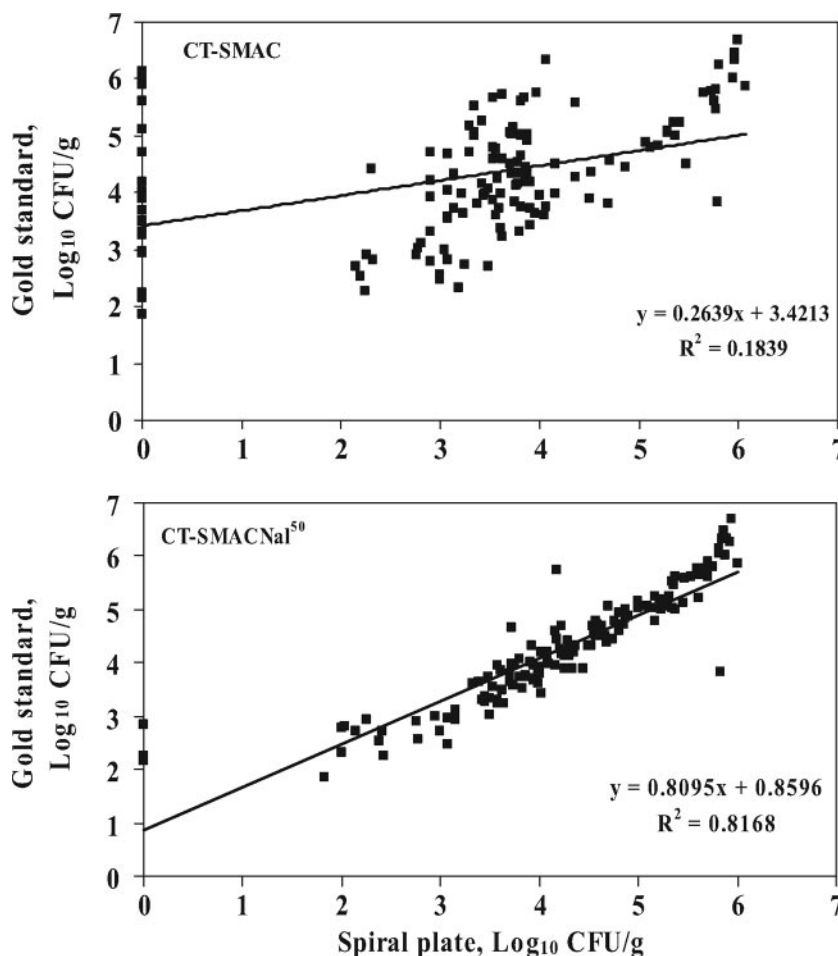 CT-SMAC
7
6
5
4
3
2
1
0
Gold standard,
Log10 CFU/g
y = 0.2639x + 3.4213
R2 = 0.1839
0 1 2 3 4 5 6 7
CT-SMACNal50
7
6
5
4
3
2
1
0
Gold standard,
Log10 CFU/g
y = 0.8095x + 0.8596
R2 = 0.8168
0 1 2 3 4 5 6 7
Spiral plate, Log10 CFU/g